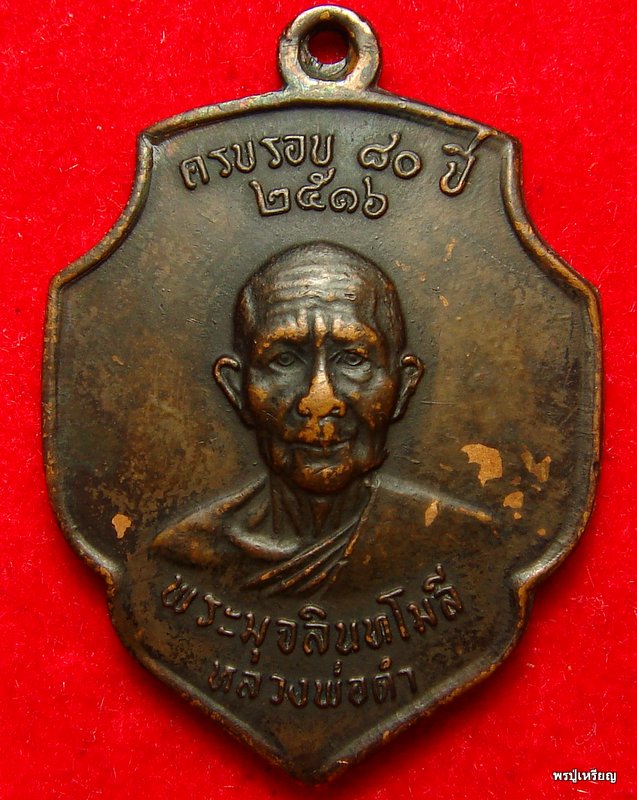 ครบรอบ ๘๐ ปี
๒๕๑๖
พระมุจลินทโมลี
หลวงพ่อดำ
พรปู่เหรียญ